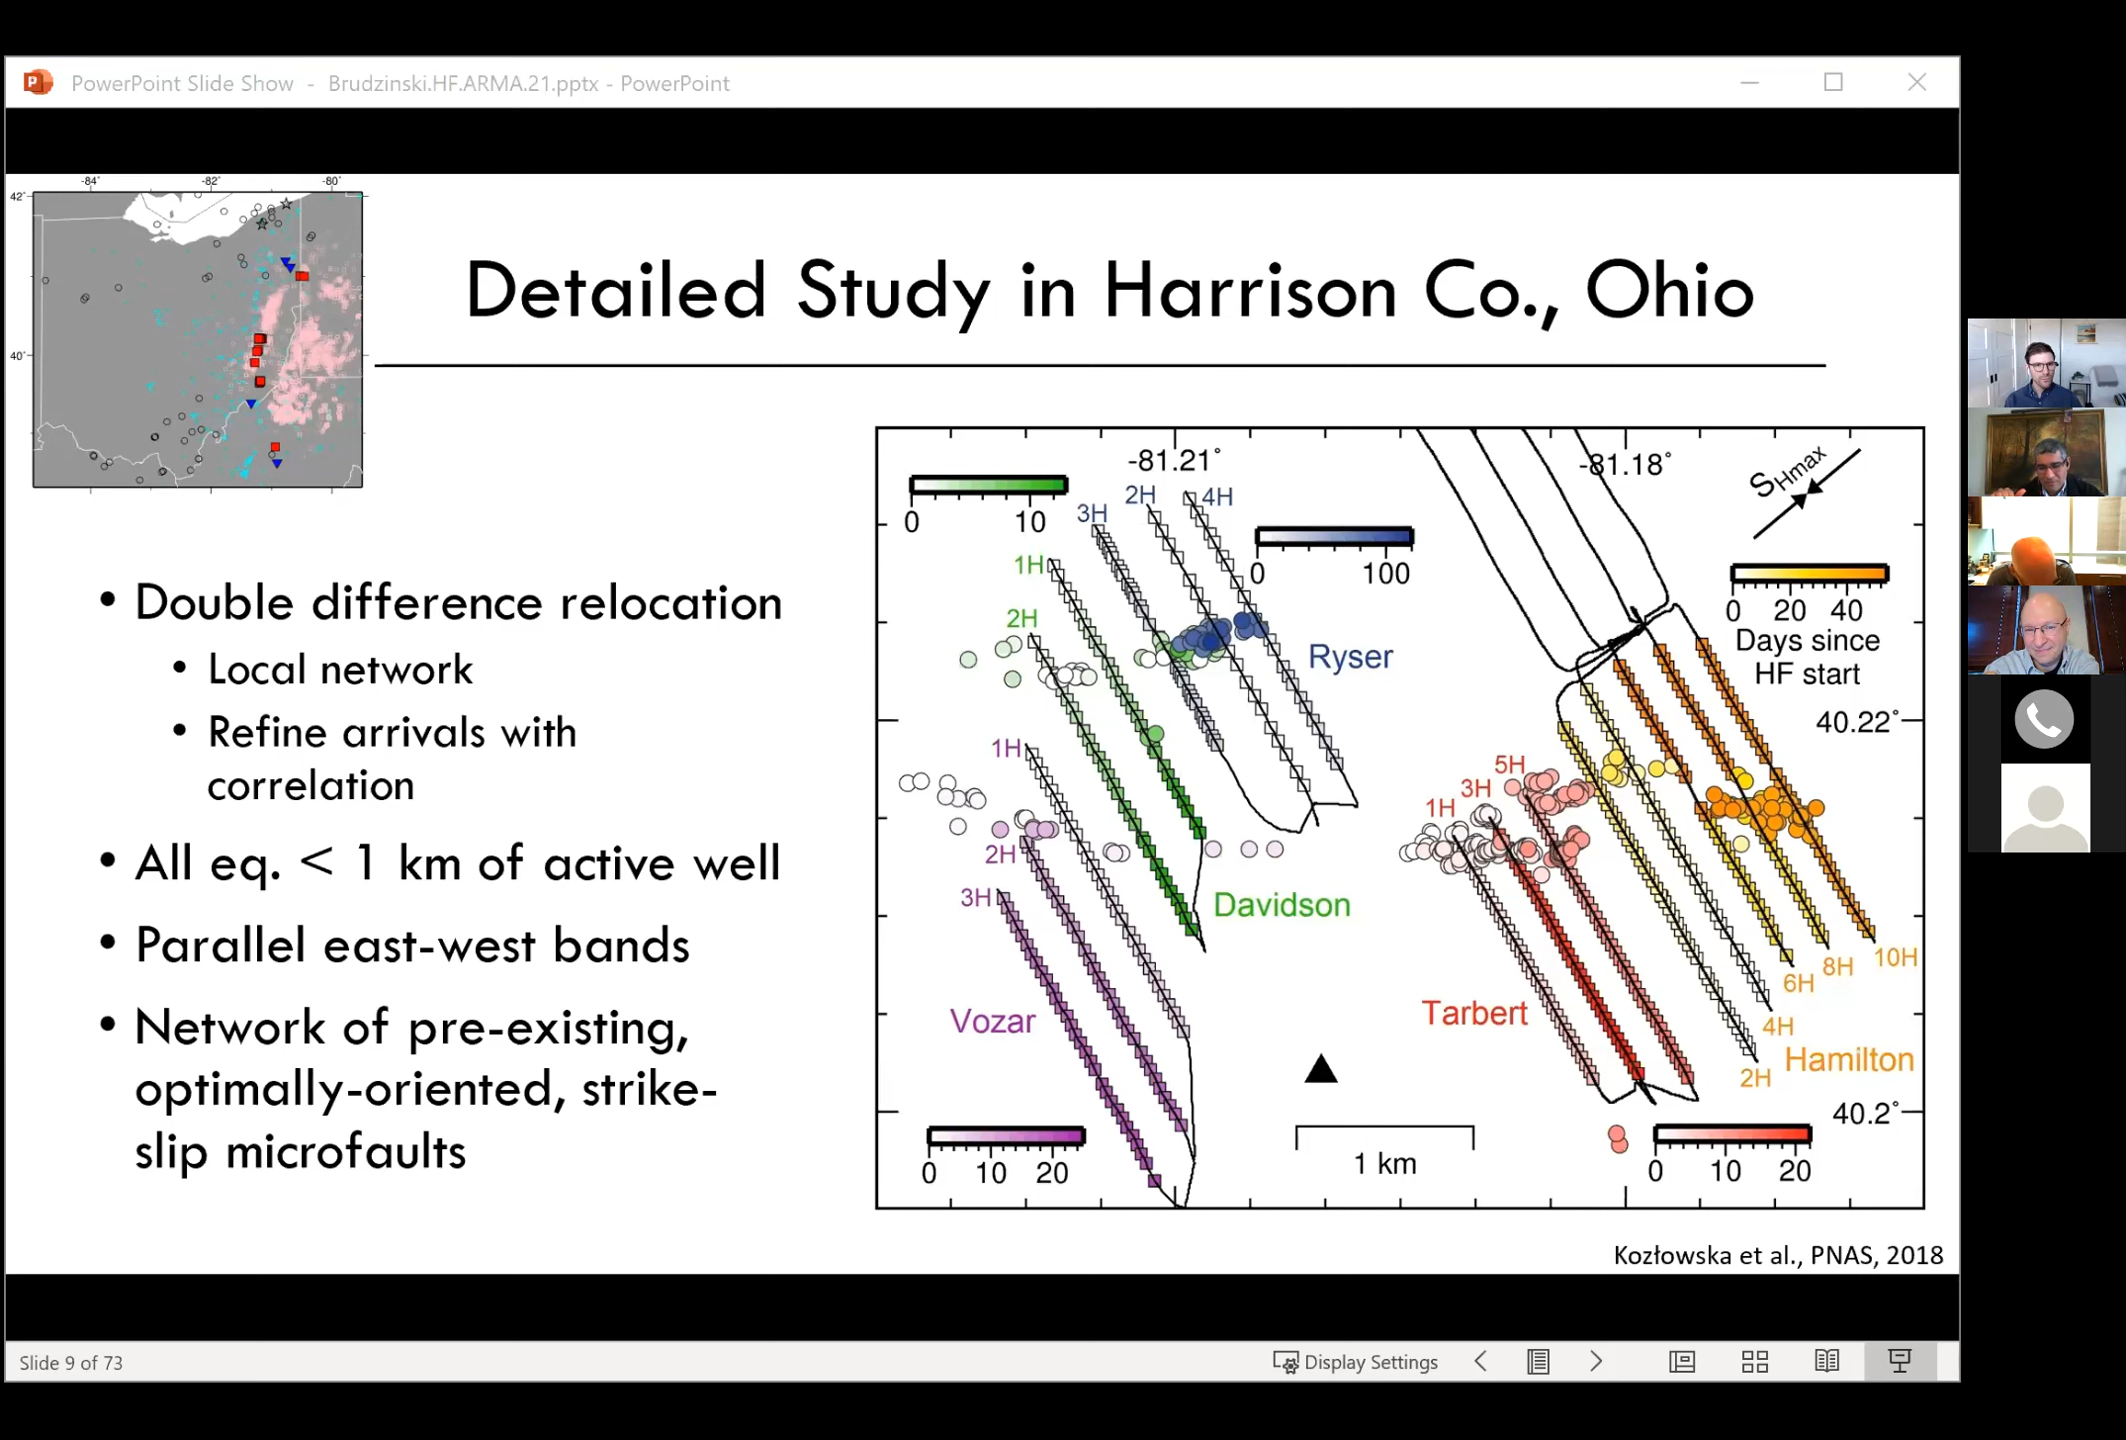 PowerPoint Slide Show - Brudzinski.HF.ARMA.21.pptx - PowerPoint
-84° -82° -80°
42°
40°
Detailed Study in Harrison Co., Ohio
• Double difference relocation
• Local network
• Refine arrivals with
correlation
• All eq. < 1 km of active well
• Parallel east-west bands
• Network of pre-existing,
optimally-oriented, strike-
slip microfaults
-81.21° -81.18°
SHmax
0 10
3H 2H 4H
0 100
1H
2H
Ryser
0 20 40
Days since
HF start
40.22°
1H
2H
3H
Davidson
Vozar
1H 3H 5H
Tarbert
10H
8H
6H
4H
2H
Hamilton
40.2°
0 10 20
1 km
0 10 20
Kozłowska et al., PNAS, 2018
Slide 9 of 73
Display Settings